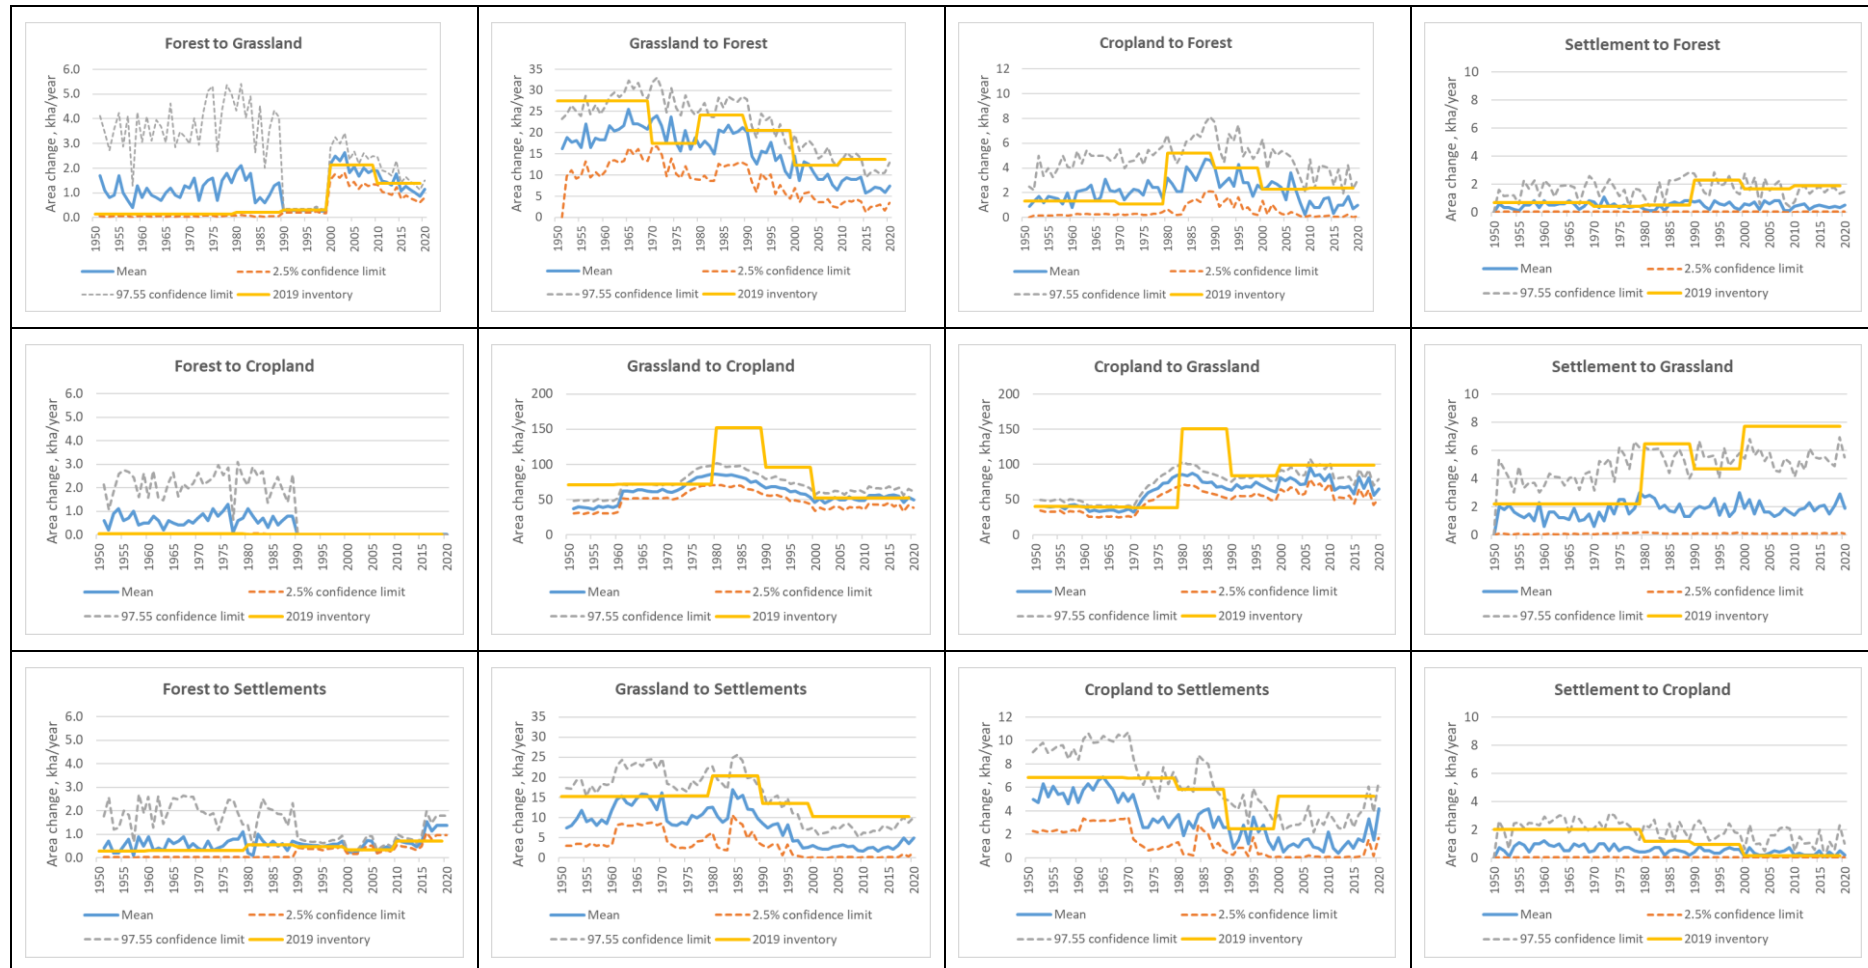 Forest to Grassland
Area change , kha/year
6.0
5.0
4.0
3.0
2.0
1.0
0.0
1950 1955 1960 1965 1970 1975 1980 1985 1990 1995 2000 2005 2010 2015 2020
Mean 2.5% confidence limit
97.55 confidence limit 2019 inventory
Grassland to Forest
Area change , kha/year
35
30
25
20
15
10
5
0
1950 1955 1960 1965 1970 1975 1980 1985 1990 1995 2000 2005 2010 2015 2020
Mean 2.5% confidence limit
97.55 confidence limit 2019 inventory
Cropland to Forest
Area change , kha/year
12
10
8
6
4
2
0
1950 1955 1960 1965 1970 1975 1980 1985 1990 1995 2000 2005 2010 2015 2020
Mean 2.5% confidence limit
97.55 confidence limit 2019 inventory
Settlement to Forest
Area change , kha/year
10
8
6
4
2
0
1950 1955 1960 1965 1970 1975 1980 1985 1990 1995 2000 2005 2010 2015 2020
Mean 2.5% confidence limit
97.55 confidence limit 2019 inventory
Forest to Cropland
Area change , kha/year
6.0
5.0
4.0
3.0
2.0
1.0
0.0
1950 1955 1960 1965 1970 1975 1980 1985 1990 1995 2000 2005 2010 2015 2020
Mean 2.5% confidence limit
97.55 confidence limit 2019 inventory
Grassland to Cropland
Area change , kha/year
200
150
100
50
0
1950 1955 1960 1965 1970 1975 1980 1985 1990 1995 2000 2005 2010 2015 2020
Mean 2.5% confidence limit
97.55 confidence limit 2019 inventory
Cropland to Grassland
Area change , kha/year
200
150
100
50
0
1950 1955 1960 1965 1970 1975 1980 1985 1990 1995 2000 2005 2010 2015 2020
Mean 2.5% confidence limit
97.55 confidence limit 2019 inventory
Settlement to Grassland
Area change , kha/year
10
8
6
4
2
0
1950 1955 1960 1965 1970 1975 1980 1985 1990 1995 2000 2005 2010 2015 2020
Mean 2.5% confidence limit
97.55 confidence limit 2019 inventory
Forest to Settlements
Area change , kha/year
6.0
5.0
4.0
3.0
2.0
1.0
0.0
1950 1955 1960 1965 1970 1975 1980 1985 1990 1995 2000 2005 2010 2015 2020
Mean 2.5% confidence limit
97.55 confidence limit 2019 inventory
Grassland to Settlements
Area change , kha/year
35
30
25
20
15
10
5
0
1950 1955 1960 1965 1970 1975 1980 1985 1990 1995 2000 2005 2010 2015 2020
Mean 2.5% confidence limit
97.55 confidence limit 2019 inventory
Cropland to Settlements
Area change , kha/year
12
10
8
6
4
2
0
1950 1955 1960 1965 1970 1975 1980 1985 1990 1995 2000 2005 2010 2015 2020
Mean 2.5% confidence limit
97.55 confidence limit 2019 inventory
Settlement to Cropland
Area change , kha/year
10
8
6
4
2
0
1950 1955 1960 1965 1970 1975 1980 1985 1990 1995 2000 2005 2010 2015 2020
Mean 2.5% confidence limit
97.55 confidence limit 2019 inventory